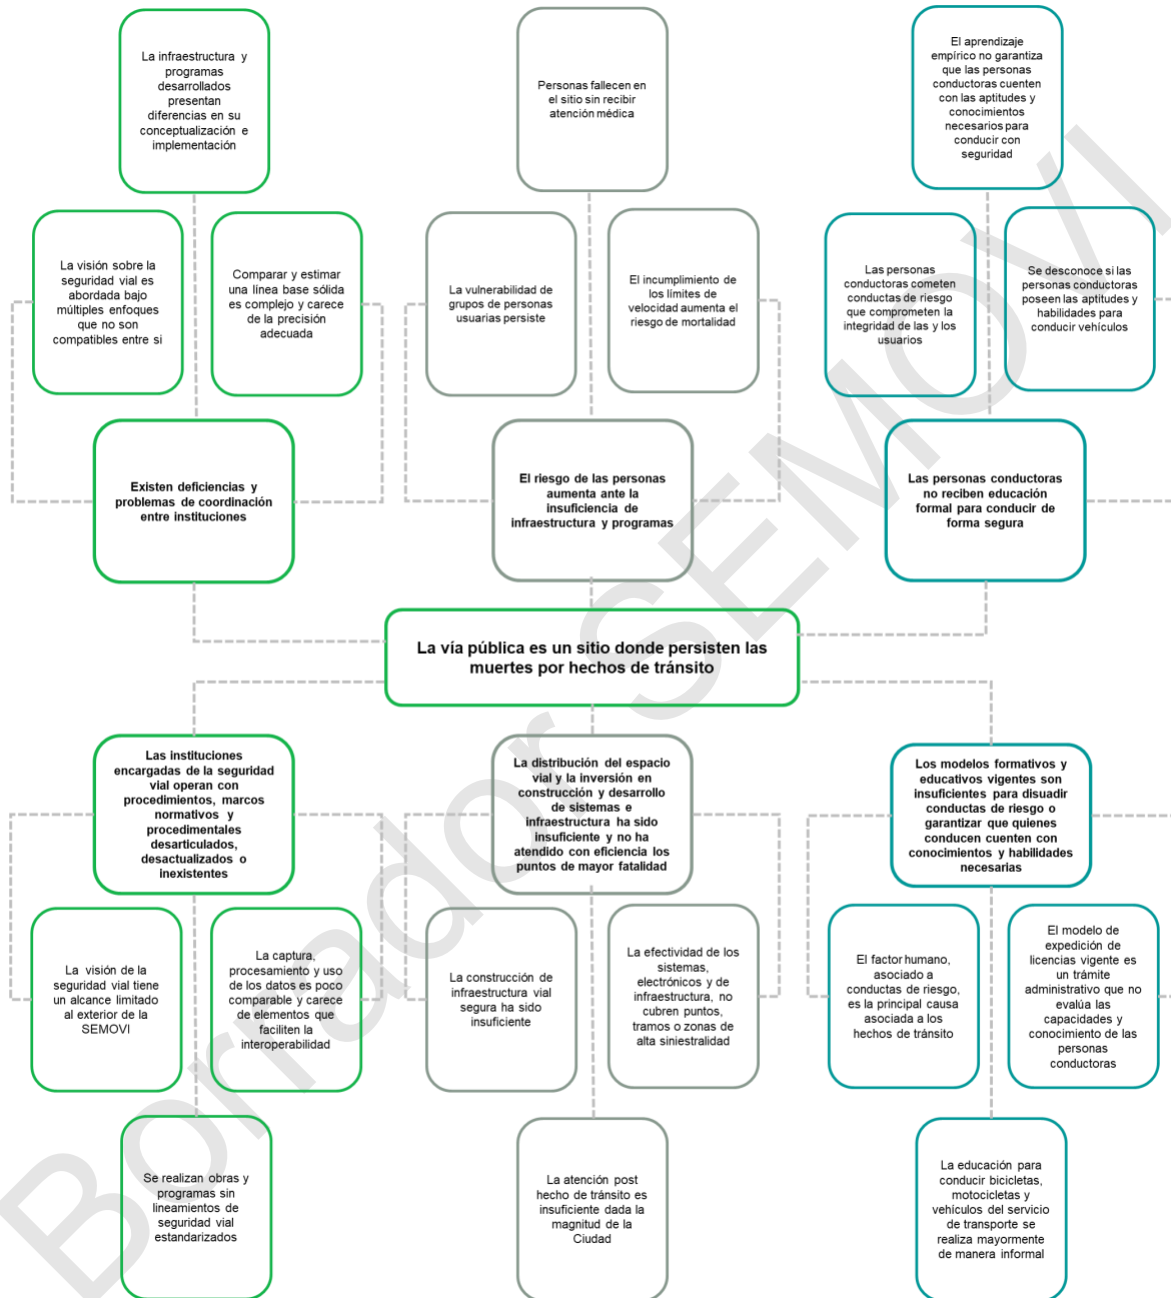 La infraestructura y
programas
desarrollados
presentan
diferencias en su
conceptualización e
implementación
Personas fallecen en
el sitio sin recibir
atención médica
El aprendizaje
empírico no garantiza
que las personas
conductoras cuenten
con las aptitudes y
conocimientos
necesarios para
conducir con
seguridad
La visión sobre la
seguridad vial es
abordada bajo
múltiples enfoques
que no son
compatibles entre si
Comparar y estimar
una línea base sólida
es complejo y carece
de la precisión
adecuada
La vulnerabilidad de
grupos de personas
usuarias persiste
El incumplimiento de
los límites de
velocidad aumenta el
riesgo de mortalidad
Las personas
conductoras cometen
conductas de riesgo
que comprometen la
integridad de las y los
usuarios
Se desconoce si las
personas conductoras
poseen las aptitudes y
habilidades para
conducir vehículos
Existen deficiencias y
problemas de coordinación
entre instituciones
El riesgo de las personas
aumenta ante la
insuficiencia de
infraestructura y programas
Las personas conductoras
no reciben educación
formal para conducir de
forma segura
La vía pública es un sitio donde persisten las
muertes por hechos de tránsito
Las instituciones
encargadas de la seguridad
vial operan con
procedimientos, marcos
normativos y
procedimentales
desarticulados,
desactualizados o
inexistentes
La distribución del espacio
vial y la inversión en
construcción y desarrollo
de sistemas e
infraestructura ha sido
insuficiente y no ha
atendido con eficiencia los
puntos de mayor fatalidad
Los modelos formativos y
educativos vigentes son
insuficientes para disuadir
conductas de riesgo o
garantizar que quienes
conducen cuenten con
conocimientos y habilidades
necesarias
La visión de la
seguridad vial tiene
un alcance limitado
al exterior de la
SEMOVI
La captura,
procesamiento y uso
de los datos es poco
comparable y carece
de elementos que
faciliten la
interoperabilidad
La construcción de
infraestructura vial
segura ha sido
insuficiente
La efectividad de los
sistemas,
electrónicos y de
infraestructura, no
cubren puntos,
tramos o zonas de
alta siniestralidad
El factor humano,
asociado a
conductas de riesgo,
es la principal causa
asociada a los
hechos de tránsito
El modelo de
expedición de
licencias vigente es
un trámite
administrativo que no
evalúa las
capacidades y
conocimiento de las
personas
conductoras
Se realizan obras y
programas sin
lineamientos de
seguridad vial
estandarizados
La atención post
hecho de tránsito es
insuficiente dada la
magnitud de la
Ciudad
La educación para
conducir bicicletas,
motocicletas y
vehículos del servicio
de transporte se
realiza mayormente
de manera informal
Borrador SEMOVI